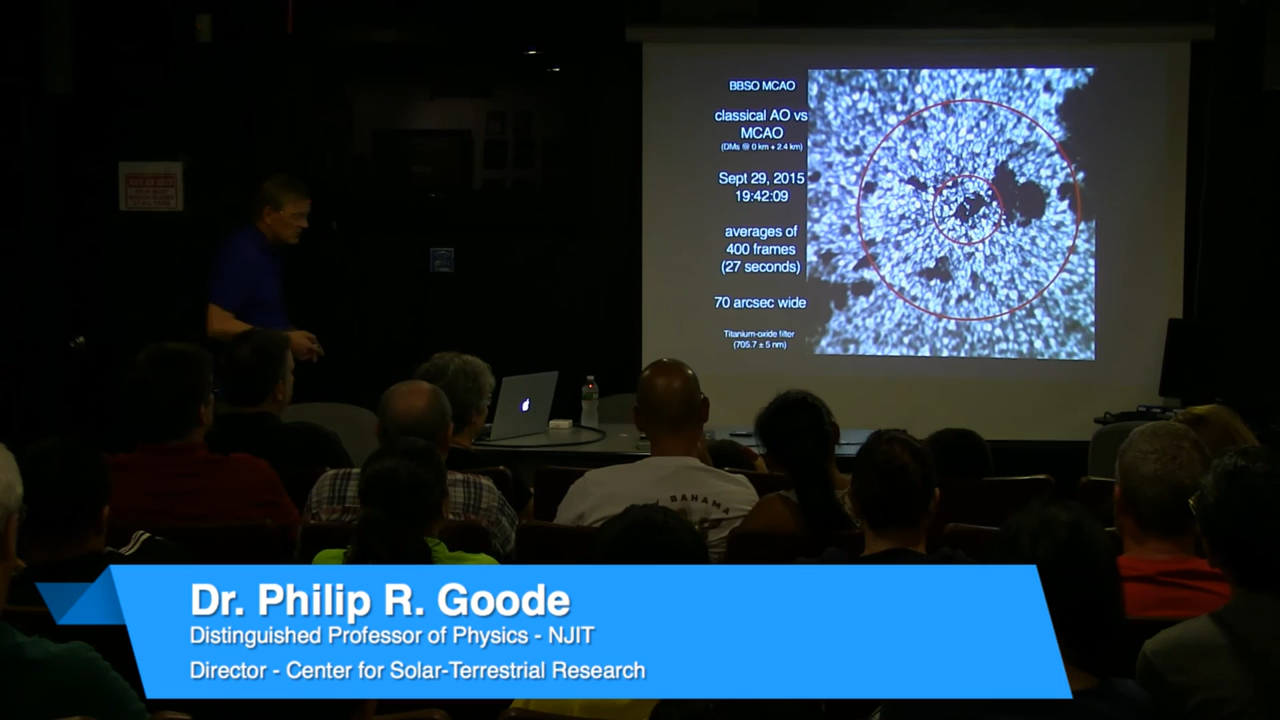 BBSO MCAO
classical AO vs
MCAO
(DMs @ 0 km + 2.4 km)
Sept 29, 2015
19:42:09
averages of
400 frames
(27 seconds)
70 arcsec wide
Titanium-oxide filter
(705.7 ± 5 nm)
BAHAMA
Dr. Philip R. Goode
Distinguished Professor of Physics - NJIT
Director - Center for Solar-Terrestrial Research